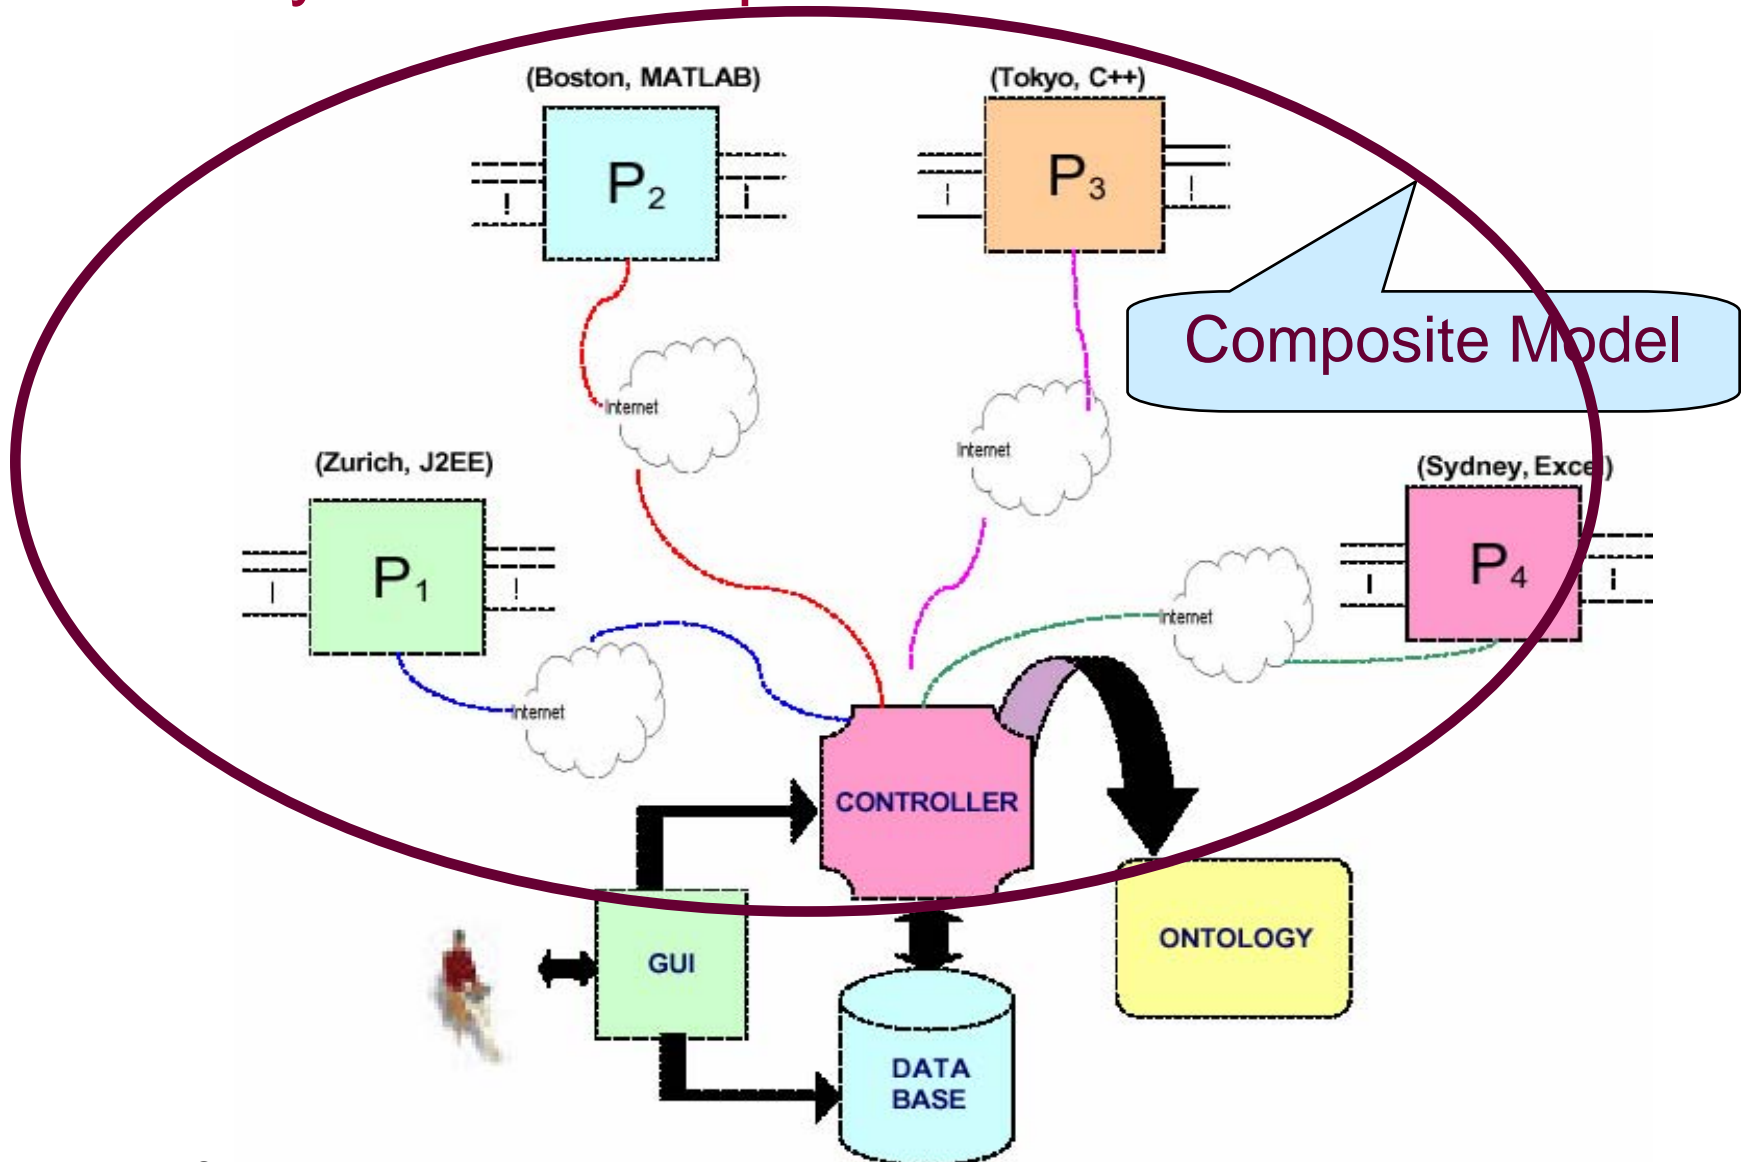 (Boston, MATLAB)
(Tokyo, C++)
P2
P3
Composite Model
Internet
Internet
(Zurich, J2EE)
(Sydney, Excel)
P1
P4
Internet
Internet
CONTROLLER
ONTOLOGY
GUI
DATA
BASE